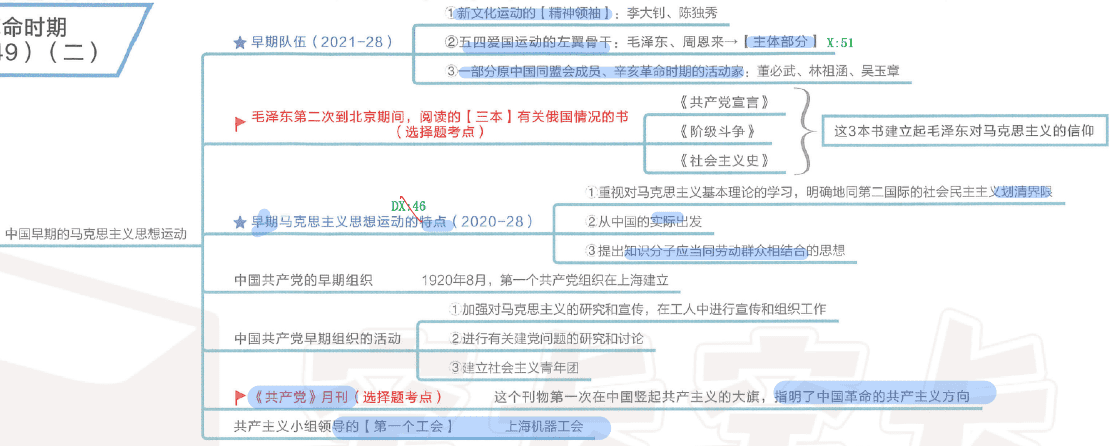 命时期
49）（二）
中国早期的马克思主义思想运动
★ 早期队伍（2021-28）
①新文化运动的【精神领袖】：李大钊、陈独秀
②五四爱国运动的左翼骨干：毛泽东、周恩来→【主体部分】 X:51
③一部分原中国同盟会成员、辛亥革命时期的活动家：董必武、林祖涵、吴玉章
毛泽东第二次到北京期间，阅读的【三本】有关俄国情况的书
（选择题考点）
《共产党宣言》
《阶级斗争》
《社会主义史》
这3本书建立起毛泽东对马克思主义的信仰
DX:46
★ 早期马克思主义思想运动的特点（2020-28）
①重视对马克思主义基本理论的学习，明确地同第二国际的社会民主主义划清界限
②从中国的实际出发
③提出知识分子应当同劳动群众相结合的思想
中国共产党的早期组织
1920年8月，第一个共产党组织在上海建立
中国共产党早期组织的活动
①加强对马克思主义的研究和宣传，在工人中进行宣传和组织工作
②进行有关建党问题的研究和讨论
③建立社会主义青年团
《共产党》月刊（选择题考点）
这个刊物第一次在中国竖起共产主义的大旗，指明了中国革命的共产主义方向
共产主义小组领导的【第一个工会】
上海机器工会